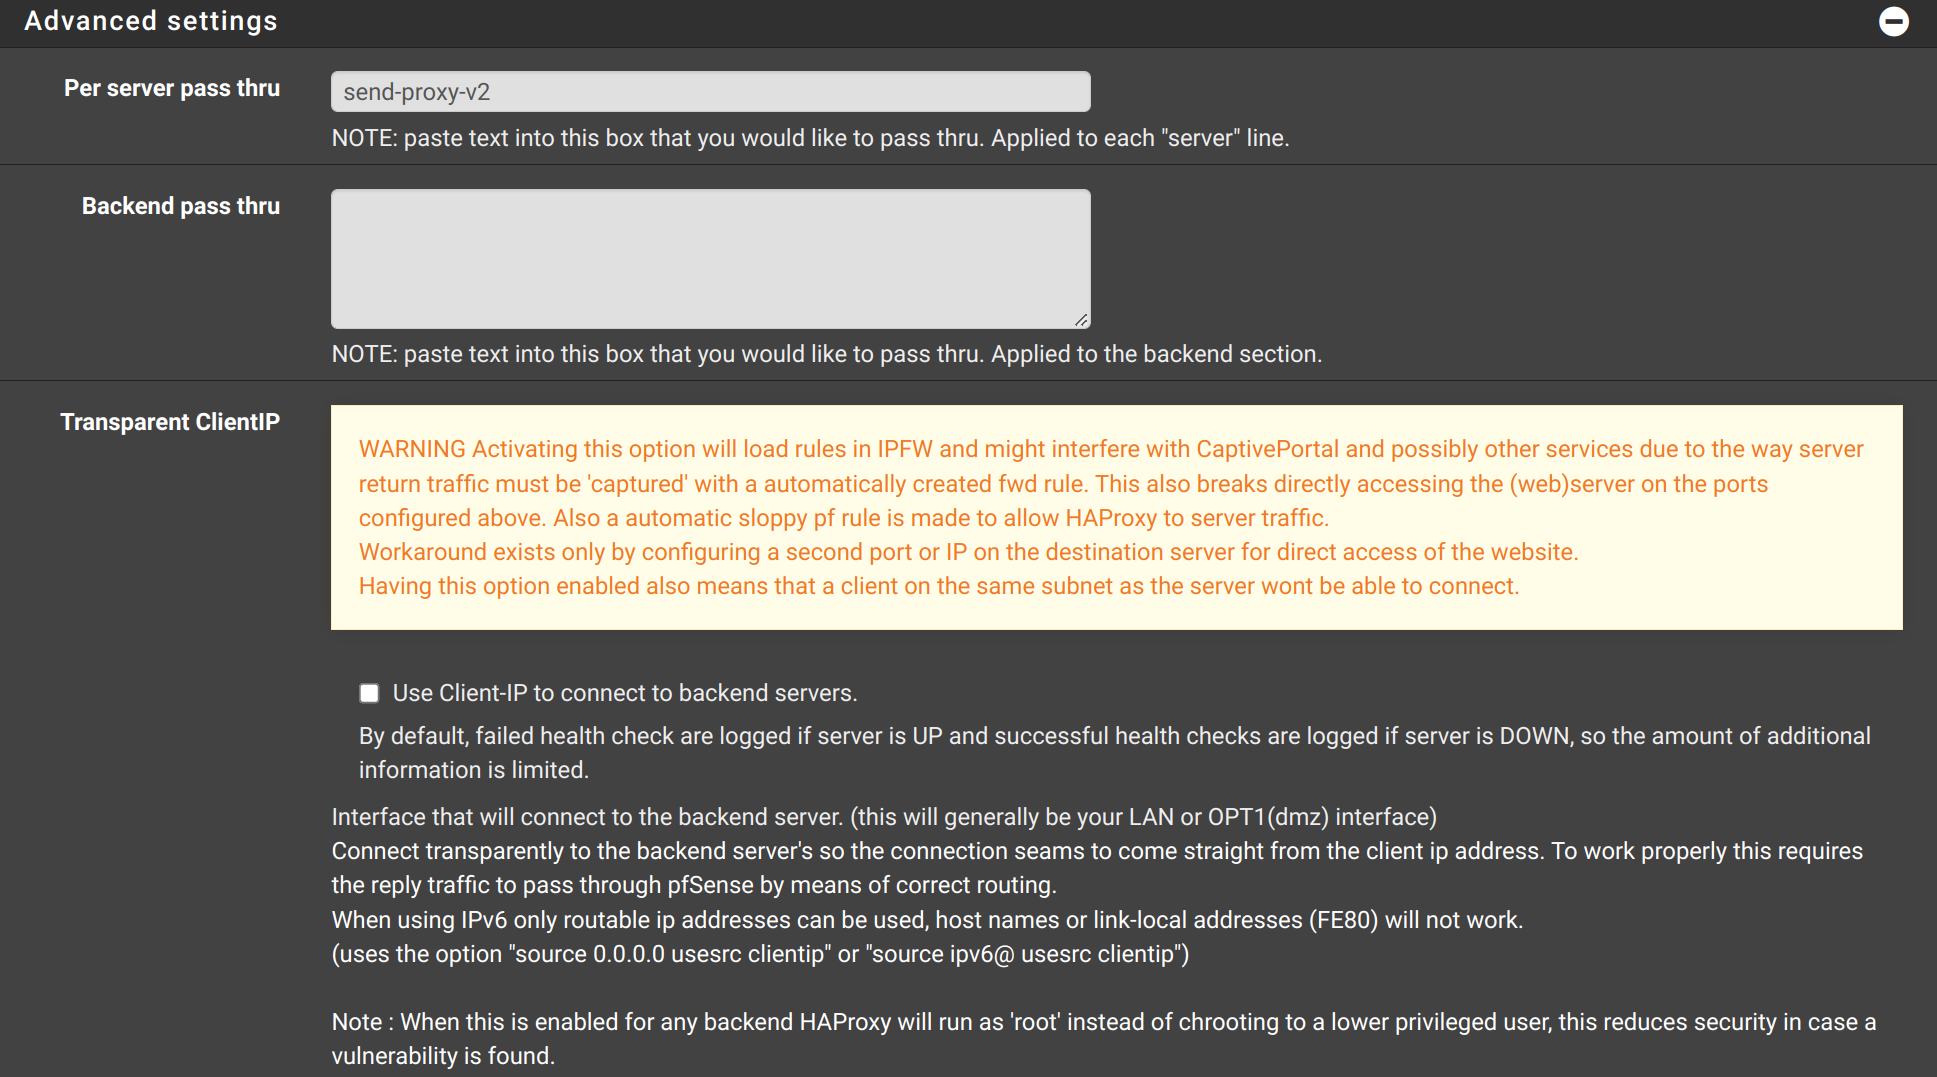 Advanced settings
Per server pass thru
send-proxy-v2
NOTE: paste text into this box that you would like to pass thru. Applied to each "server" line.
Backend pass thru
NOTE: paste text into this box that you would like to pass thru. Applied to the backend section.
Transparent ClientIP
WARNING Activating this option will load rules in IPFW and might interfere with CaptivePortal and possibly other services due to the way server
return traffic must be 'captured' with a automatically created fwd rule. This also breaks directly accessing the (web)server on the ports
configured above. Also a automatic sloppy pf rule is made to allow HAProxy to server traffic.
Workaround exists only by configuring a second port or IP on the destination server for direct access of the website.
Having this option enabled also means that a client on the same subnet as the server wont be able to connect.
Use Client-IP to connect to backend servers.
By default, failed health check are logged if server is UP and successful health checks are logged if server is DOWN, so the amount of additional
information is limited.
Interface that will connect to the backend server. (this will generally be your LAN or OPT1(dmz) interface)
Connect transparently to the backend server's so the connection seams to come straight from the client ip address. To work properly this requires
the reply traffic to pass through pfSense by means of correct routing.
When using IPv6 only routable ip addresses can be used, host names or link-local addresses (FE80) will not work.
(uses the option "source 0.0.0.0 usesrc clientip" or "source ipv6@ usesrc clientip")
Note : When this is enabled for any backend HAProxy will run as 'root' instead of chrooting to a lower privileged user, this reduces security in case a
vulnerability is found.